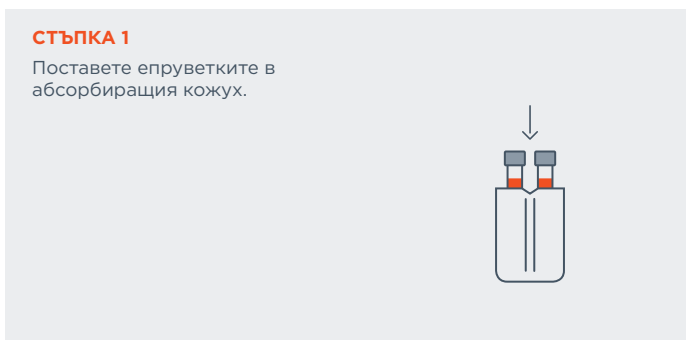 СТЪПКА 1
Поставете епруветките в
абсорбиращия кожух.